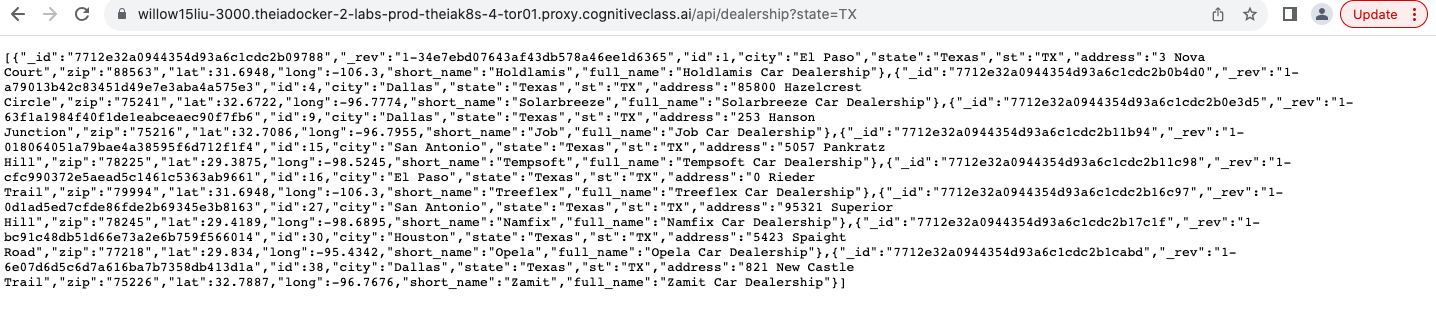 willow15liu-3000.theiadocker-2-labs-prod-theiak8s-4-tor01.proxy.cognitiveclass.ai/api/dealership?state=TX
Update
[{"_id":"7712e32a0944354d93a6c1cdc2b09788","_rev":"1-34e7ebd07643af43db578a46ee1d6365","id":1,"city":"El Paso","state":"Texas","st":"TX","address":"3 Nova
Court","zip":"88563","lat":31.6948,"long":-106.3,"short_name":"Holdlamis","full_name":"Holdlamis Car Dealership"},{"_id":"7712e32a0944354d93a6c1cdc2b0b4d0","_rev":"1-
a79013b42c83451d49e7e3aba4a575e3","id":4,"city":"Dallas","state":"Texas","st":"TX","address":"85800 Hazelcrest
Circle","zip":"75241","lat":32.6722,"long":-96.7774,"short_name":"Solarbreeze","full_name":"Solarbreeze Car Dealership"},{"_id":"7712e32a0944354d93a6c1cdc2b0e3d5","_rev":"1-
63f1a1984f40f1de1eabceaec90f7fb6","id":9,"city":"Dallas","state":"Texas","st":"TX","address":"253 Hanson
Junction","zip":"75216","lat":32.7086,"long":-96.7955,"short_name":"Job","full_name":"Job Car Dealership"},{"_id":"7712e32a0944354d93a6c1cdc2b11b94","_rev":"1-
018064051a79bae4a38595f6d712f1f4","id":15,"city":"San Antonio","state":"Texas","st":"TX","address":"5057 Pankratz
Hill","zip":"78225","lat":29.3875,"long":-98.5245,"short_name":"Tempsoft","full_name":"Tempsoft Car Dealership"},{"_id":"7712e32a0944354d93a6c1cdc2b11c98","_rev":"1-
cfc990372e5aead5c1461c5363ab9661","id":16,"city":"El Paso","state":"Texas","st":"TX","address":"0 Rieder
Trail","zip":"79994","lat":31.6948,"long":-106.3,"short_name":"Treeflex","full_name":"Treeflex Car Dealership"},{"_id":"7712e32a0944354d93a6c1cdc2b16c97","_rev":"1-
0d1ad5ed7cfde86fde2b69345e3b8163","id":27,"city":"San Antonio","state":"Texas","st":"TX","address":"95321 Superior
Hill","zip":"78245","lat":29.4189,"long":-98.6895,"short_name":"Namfix","full_name":"Namfix Car Dealership"},{"_id":"7712e32a0944354d93a6c1cdc2b17c1f","_rev":"1-
bc91c48db51d66e73a2e6b759f566014","id":30,"city":"Houston","state":"Texas","st":"TX","address":"5423 Spaight
Road","zip":"77218","lat":29.834,"long":-95.4342,"short_name":"Opela","full_name":"Opela Car Dealership"},{"_id":"7712e32a0944354d93a6c1cdc2b1cabd","_rev":"1-
6e07d6d5c6d7a616ba7b7358db413d1a","id":38,"city":"Dallas","state":"Texas","st":"TX","address":"821 New Castle
Trail","zip":"75226","lat":32.7887,"long":-96.7676,"short_name":"Zamit","full_name":"Zamit Car Dealership"}]